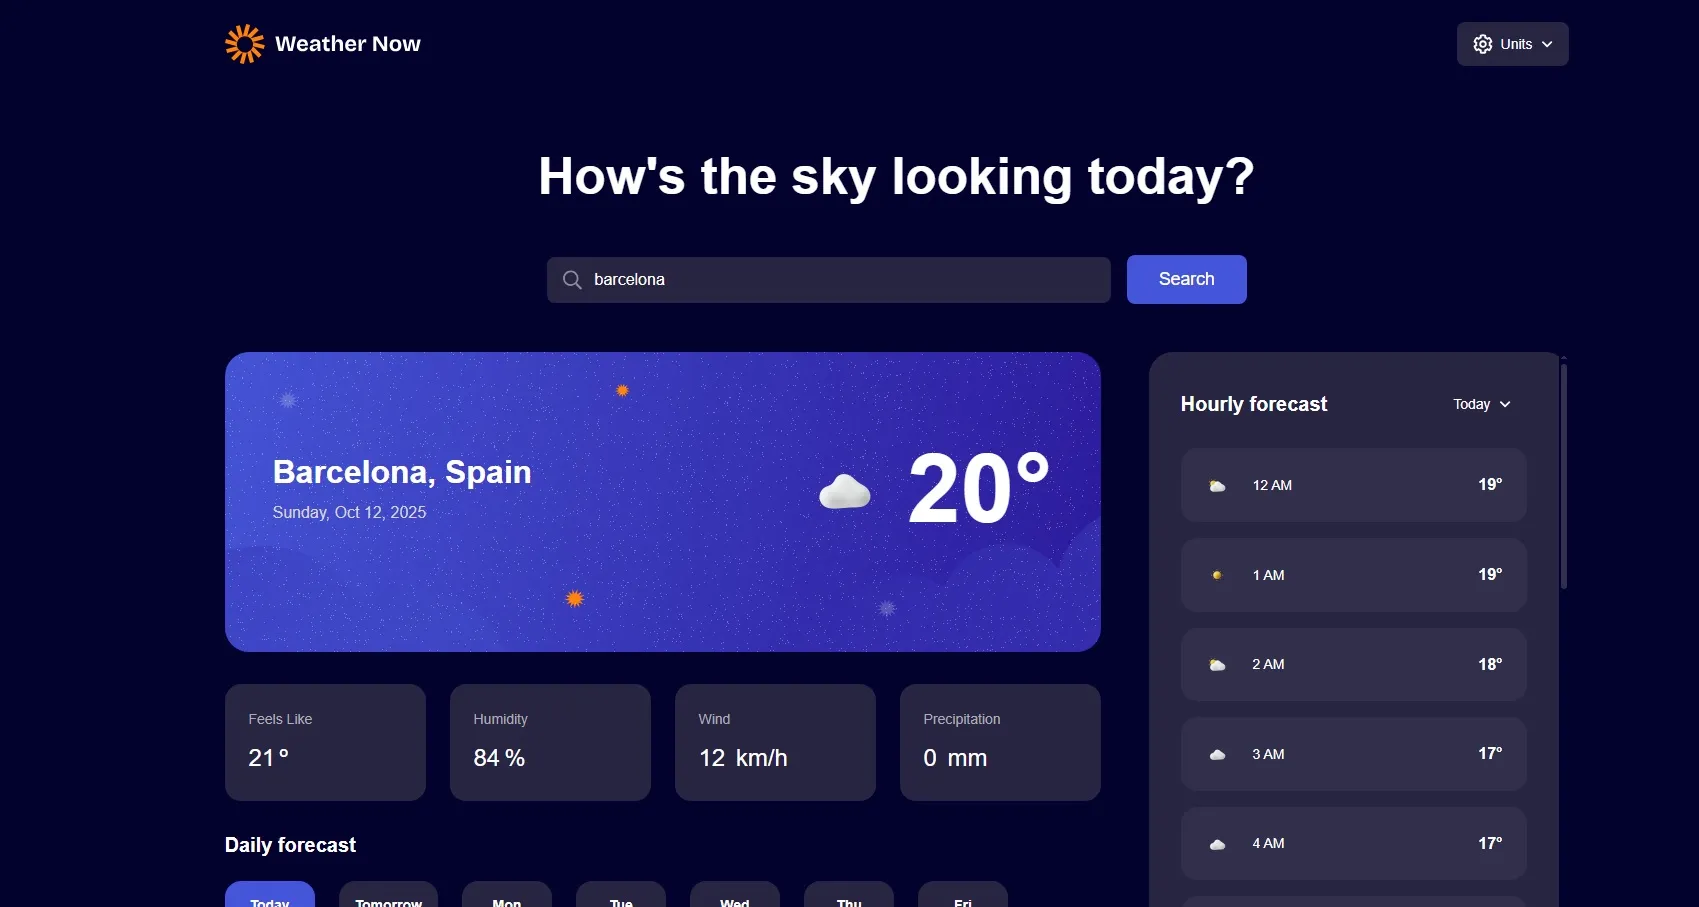 Weather Now
Units
How's the sky looking today?
barcelona
Search
Barcelona, Spain
Sunday, Oct 12, 2025
20°
Feels Like
21°
Humidity
84 %
Wind
12 km/h
Precipitation
0 mm
Daily forecast
Today
Tomorrow
Mon
Tue
Wed
Thu
Fri
Hourly forecast
Today
12 AM 19°
1 AM 19°
2 AM 18°
3 AM 17°
4 AM 17°